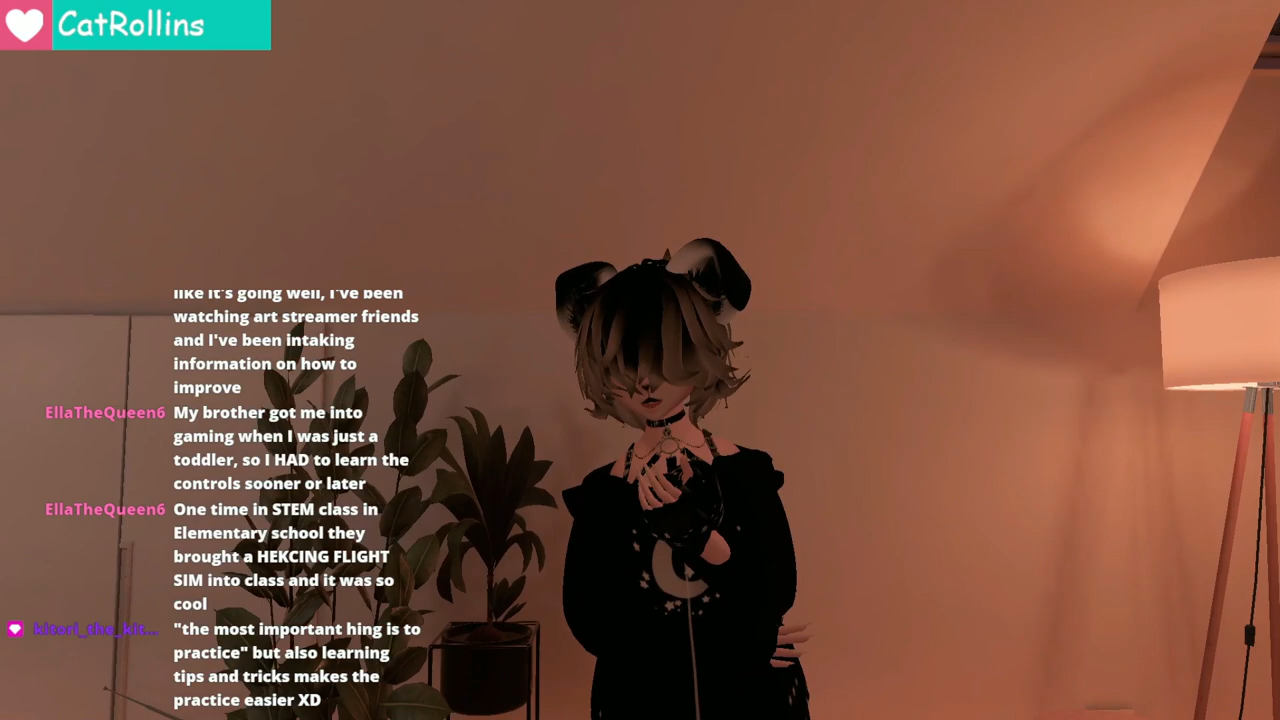 CatRollins
like it's going well, I've been
watching art streamer friends
and I've been intaking
information on how to
improve
EllaTheQueen6 My brother got me into
gaming when I was just a
toddler, so I HAD to learn the
controls sooner or later
EllaTheQueen6 One time in STEM class in
Elementary school they
brought a HEKCING FLIGHT
SIM into class and it was so
cool
kitori_the_kit... "the most important hing is to
practice" but also learning
tips and tricks makes the
practice easier XD